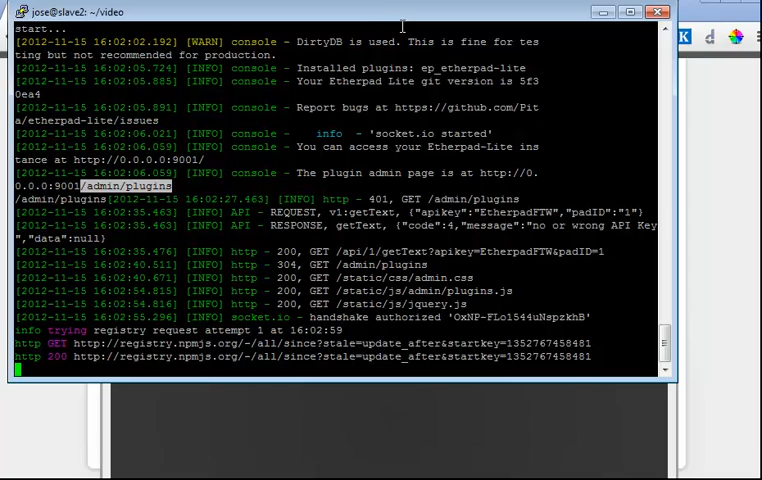 jose@slave2: ~/video
start...
[2012-11-15 16:02:02.192] [WARN] console - DirtyDB is used. This is fine for tes
ting but not recommended for production.
[2012-11-15 16:02:05.724] [INFO] console - Installed plugins: ep_etherpad-lite
[2012-11-15 16:02:05.885] [INFO] console - Your Etherpad Lite git version is 5f3
0ea4
[2012-11-15 16:02:05.891] [INFO] console - Report bugs at https://github.com/Pit
a/etherpad-lite/issues
[2012-11-15 16:02:06.021] [INFO] console -    info  - 'socket.io started'
[2012-11-15 16:02:06.059] [INFO] console - You can access your Etherpad-Lite ins
tance at http://0.0.0.0:9001/
[2012-11-15 16:02:06.059] [INFO] console - The plugin admin page is at http://0.
0.0.0:9001/admin/plugins
/admin/plugins[2012-11-15 16:02:27.463] [INFO] http - 401, GET /admin/plugins
[2012-11-15 16:02:35.463] [INFO] API - REQUEST, v1:getText, {"apikey":"EtherpadFTW","padID":"1"}
[2012-11-15 16:02:35.463] [INFO] API - RESPONSE, getText, {"code":4,"message":"no or wrong API Key
","data":null}
[2012-11-15 16:02:35.476] [INFO] http - 200, GET /api/1/getText?apikey=EtherpadFTW&padID=1
[2012-11-15 16:02:40.511] [INFO] http - 304, GET /admin/plugins
[2012-11-15 16:02:40.671] [INFO] http - 200, GET /static/css/admin.css
[2012-11-15 16:02:54.815] [INFO] http - 200, GET /static/js/admin/plugins.js
[2012-11-15 16:02:54.816] [INFO] http - 200, GET /static/js/jquery.js
[2012-11-15 16:02:55.296] [INFO] socket.io - handshake authorized 'OxNP-FLo1544uNspzkhB'
info trying registry request attempt 1 at 16:02:59
http GET http://registry.npmjs.org/-/all/since?stale=update_after&startkey=1352767458481
http 200 http://registry.npmjs.org/-/all/since?stale=update_after&startkey=1352767458481
K
d